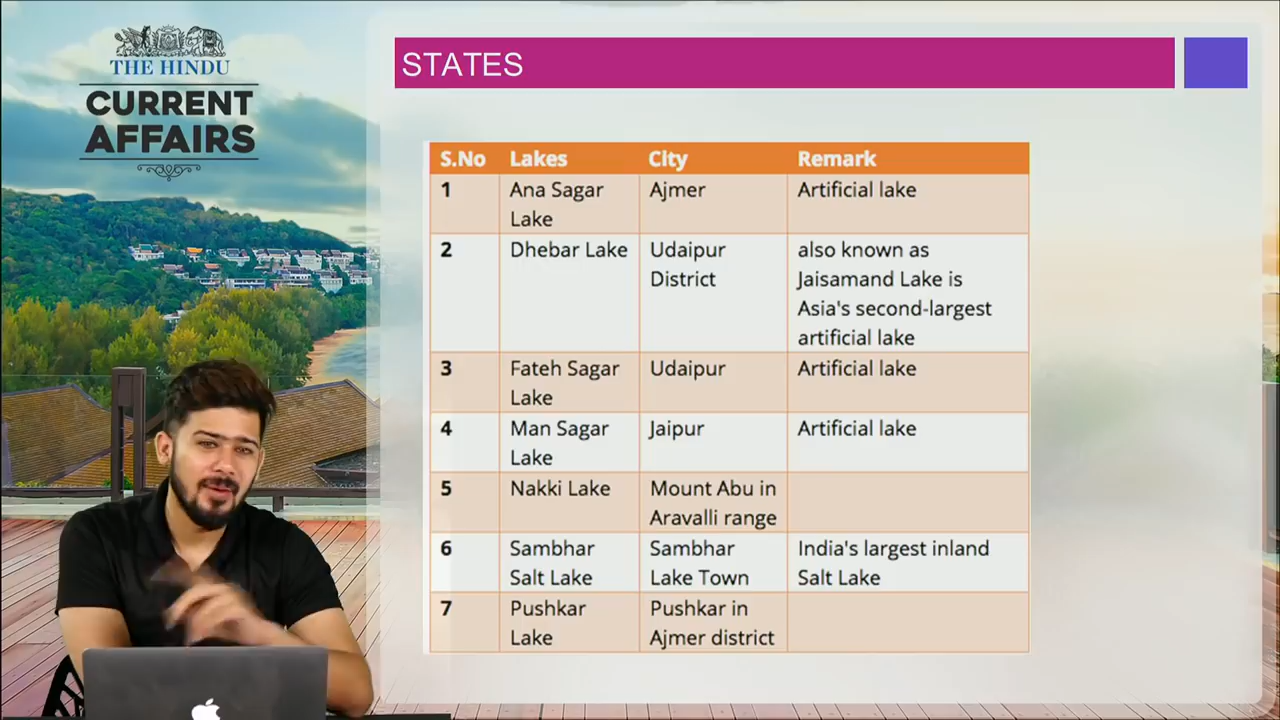 THE HINDU
CURRENT
AFFAIRS
STATES
S.No Lakes City Remark
1 Ana Sagar Ajmer Artificial lake
Lake
2 Dhebar Lake Udaipur also known as
District Jaisamand Lake is
Asia's second-largest
artificial lake
3 Fateh Sagar Udaipur Artificial lake
Lake
4 Man Sagar Jaipur Artificial lake
Lake
5 Nakki Lake Mount Abu in
Aravalli range
6 Sambhar Sambhar India's largest inland
Salt Lake Lake Town Salt Lake
7 Pushkar Pushkar in
Lake Ajmer district